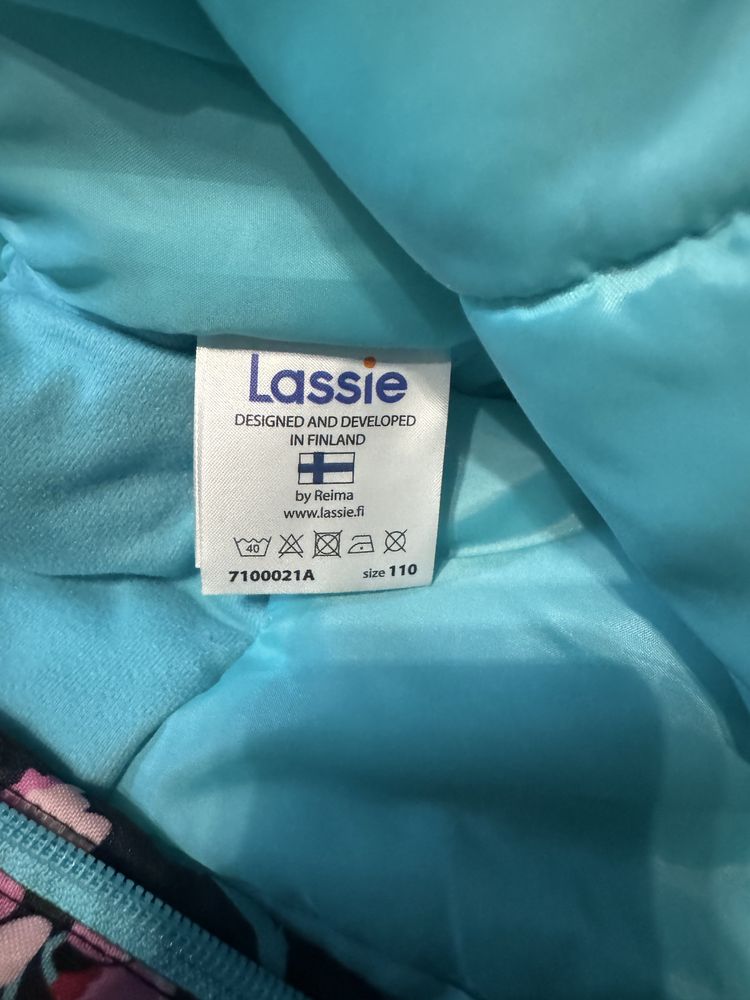 Lassie
DESIGNED AND DEVELOPED
IN FINLAND
by Reima
www.lassie.fi
40
7100021A size 110